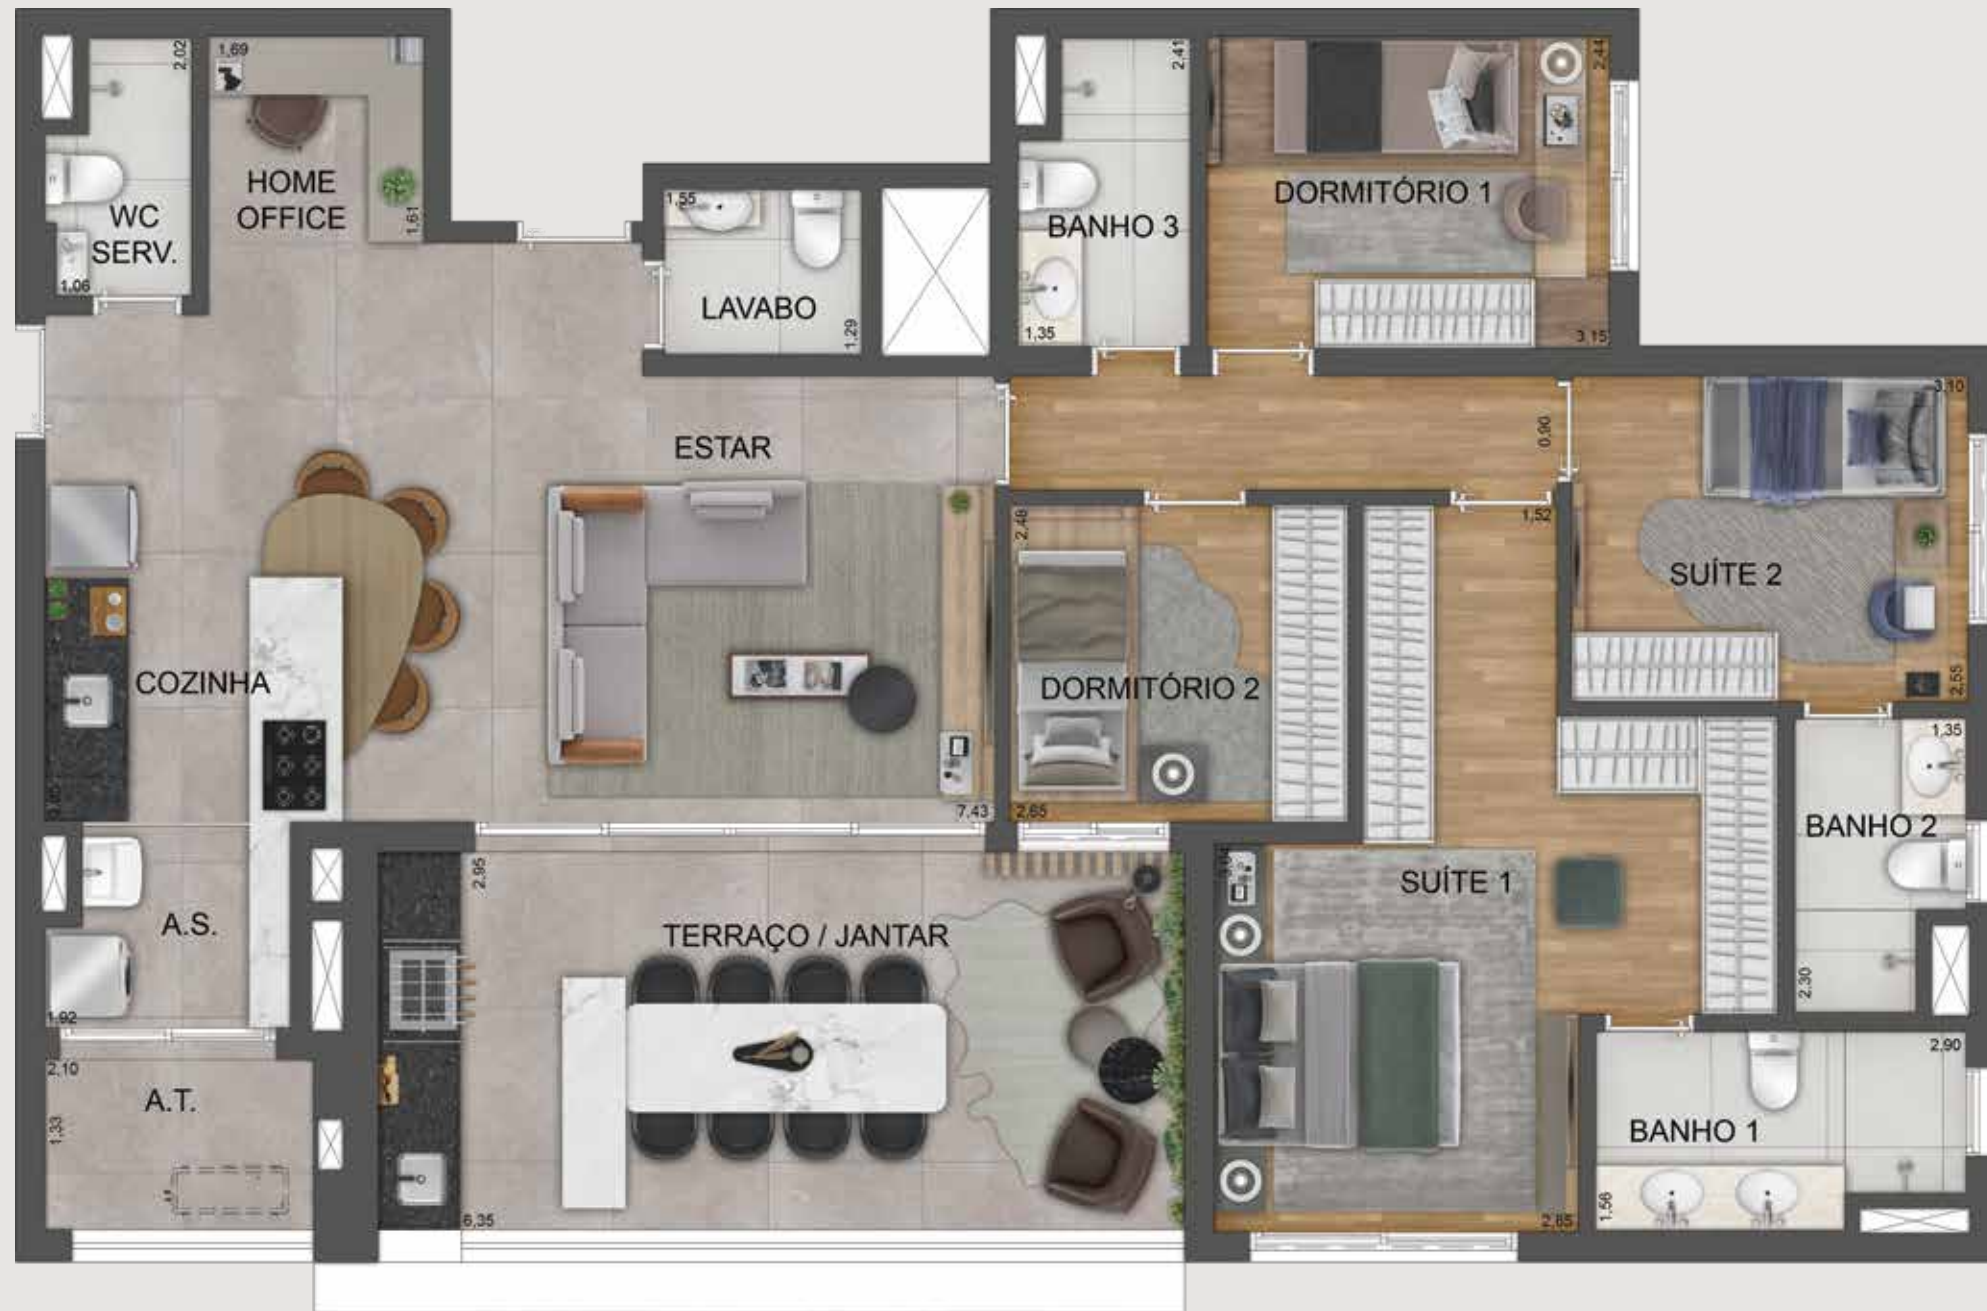 2,02
1,69
HOME
OFFICE
1,61
WC
SERV.
1,06
1,55
LAVABO
1,29
2,41
BANHO 3
1,35
2,44
DORMITÓRIO 1
3,15
ESTAR
0,90
3,10
2,48
1,52
SUÍTE 2
2,55
COZINHA
DORMITÓRIO 2
7,43
2,65
1,35
BANHO 2
2,30
2,95
A.S.
1,92
TERRAÇO / JANTAR
SUÍTE 1
2,10
A.T.
1,33
6,35
2,90
BANHO 1
1,56
2,65